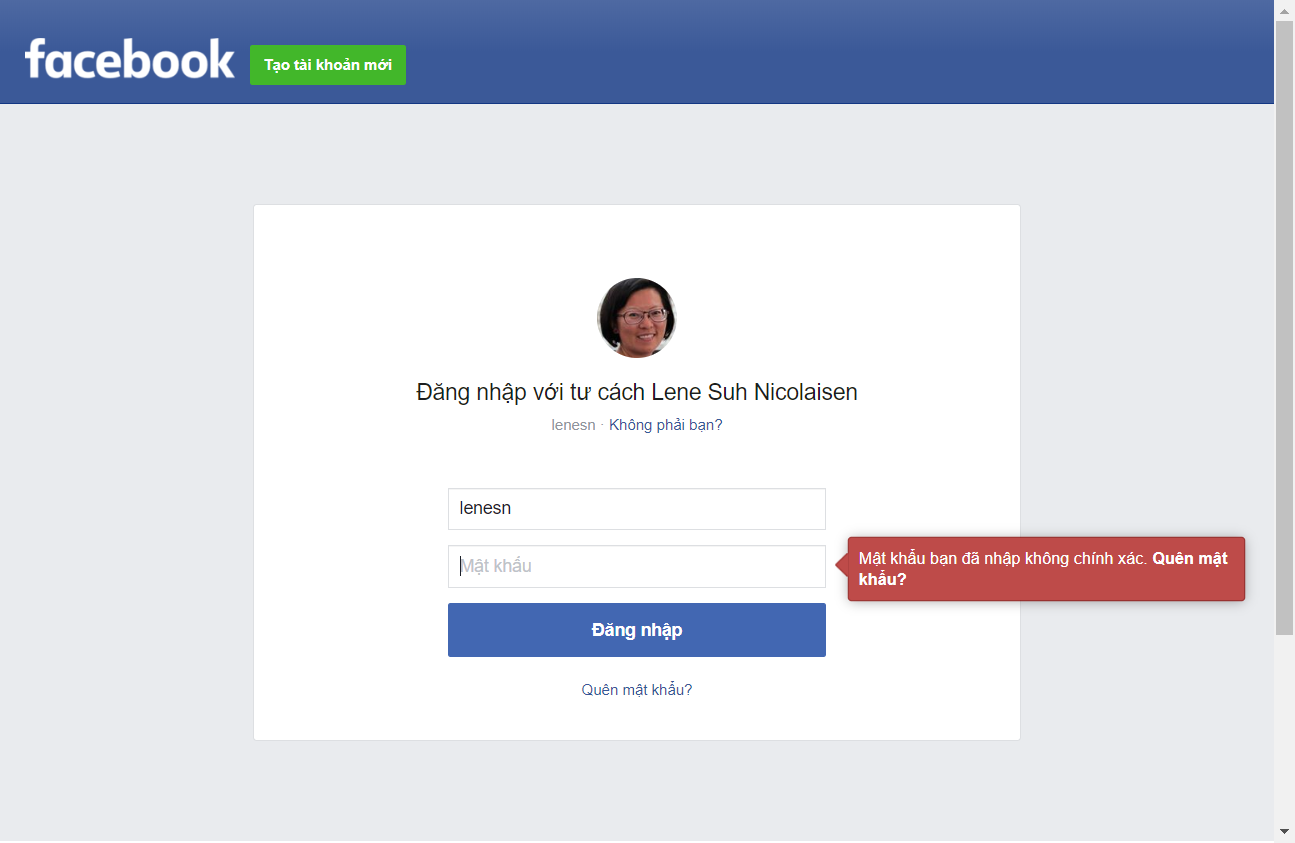 facebook
Tạo tài khoản mới
Đăng nhập với tư cách Lene Suh Nicolaisen
lenesn · Không phải bạn?
lenesn
Mật khẩu
Mật khẩu bạn đã nhập không chính xác. Quên mật
khẩu?
Đăng nhập
Quên mật khẩu?